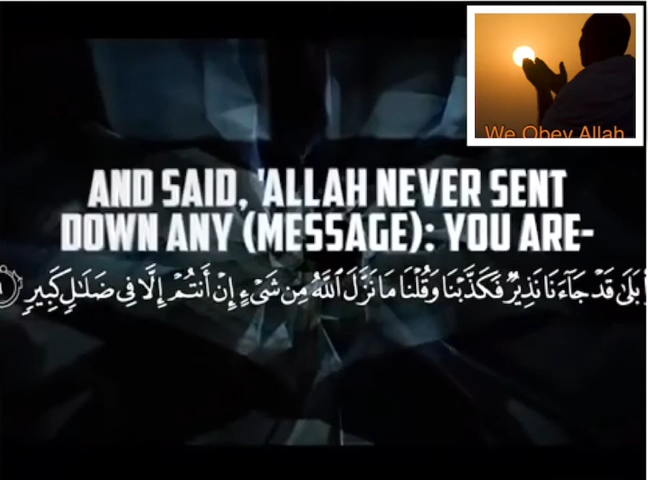 We Obey Allah
AND SAID, 'ALLAH NEVER SENT
DOWN ANY (MESSAGE): YOU ARE-
بَلَىٰ قَدْ جَآءَنَا نَذِيرٌ فَكَذَّبْنَا وَقُلْنَا مَا نَزَّلَ ٱللَّهُ مِن شَىْءٍ إِنْ أَنتُمْ إِلَّا فِى ضَلَـٰلٍ كَبِيرٍ